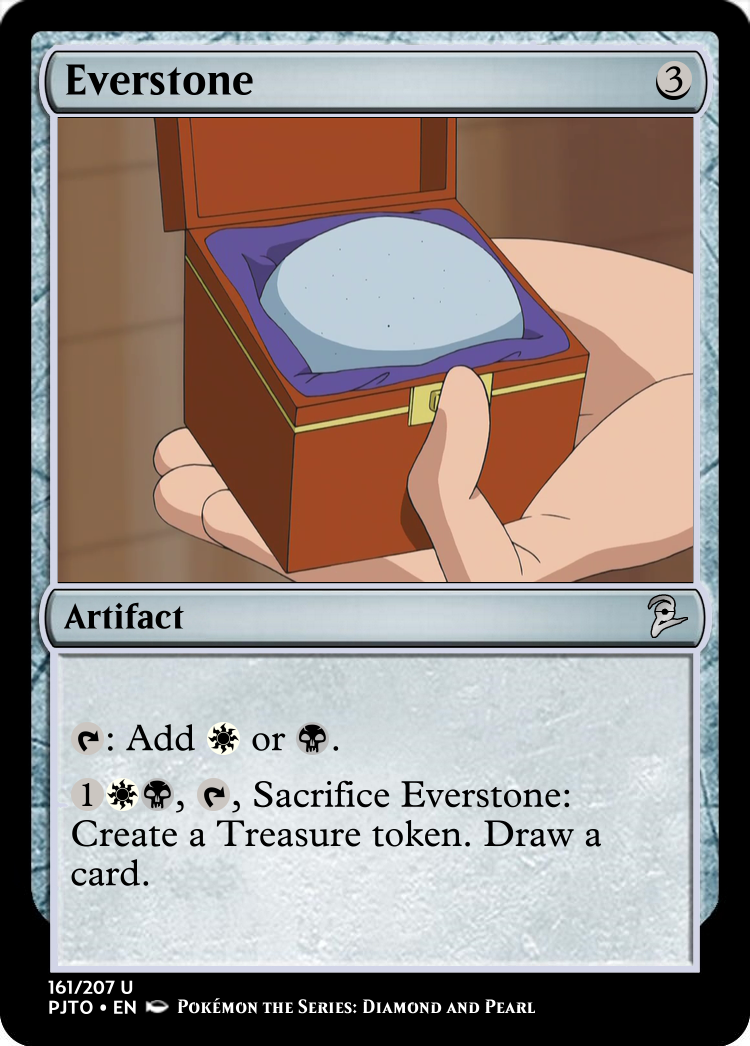 Everstone 3
Artifact
: Add or .
1 , , Sacrifice Everstone:
Create a Treasure token. Draw a
card.
161/207 U
PJTO • EN Pokémon the Series: Diamond and Pearl